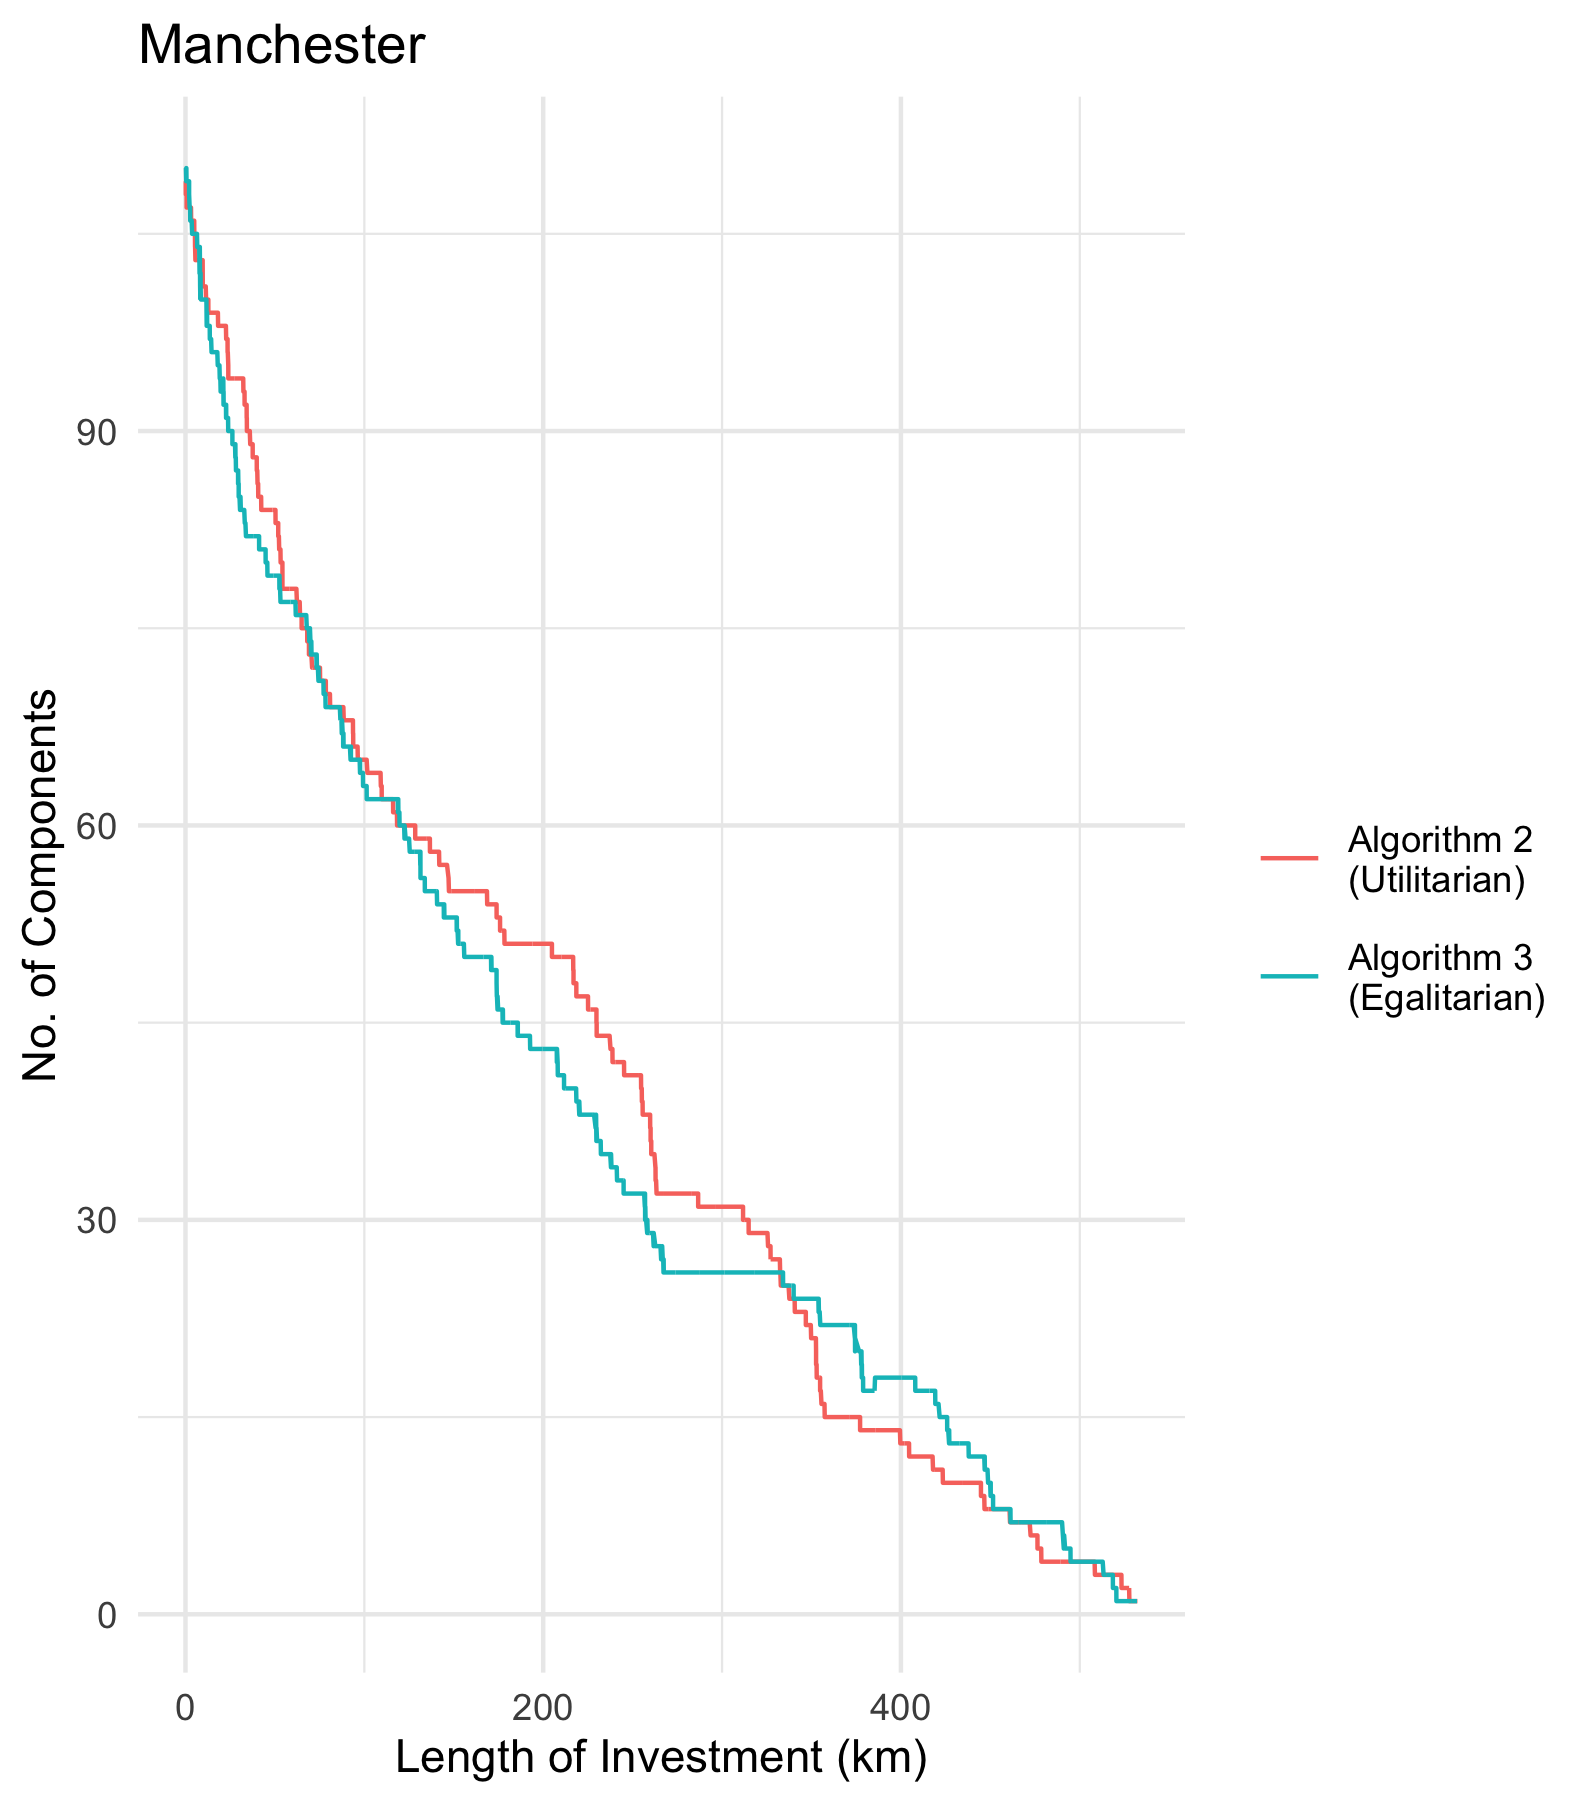 Manchester
No. of Components
90
60
30
0
0 200 400
Length of Investment (km)
Algorithm 2
(Utilitarian)
Algorithm 3
(Egalitarian)